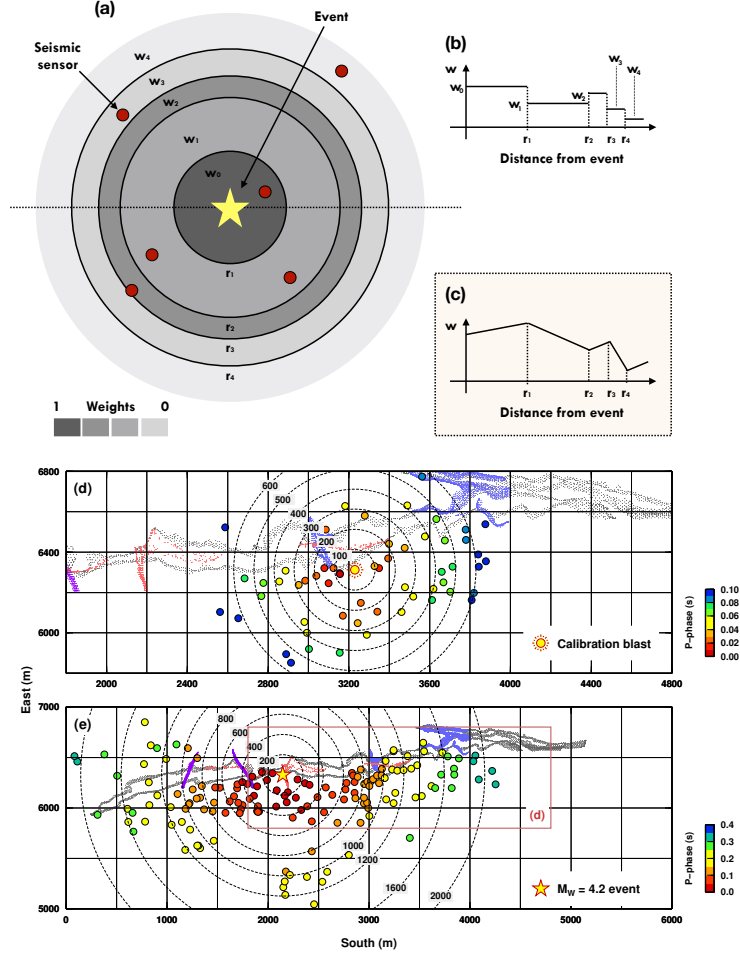 (a)
Event
Seismic
sensor
w4
w3
w2
w1
w0
r1
r2
r3
r4
1 Weights 0
(b)
w
w0
w1
w2
w3
w4
r1 r2 r3 r4
Distance from event
(c)
w
r1 r2 r3 r4
Distance from event
6800
6400
6000
(d)
600
500
400
300
200
100
Calibration blast
2000 2400 2800 3200 3600 4000 4400 4800
P-phase (s)
0.10
0.08
0.06
0.04
0.02
0.00
East (m)
7000
6000
5000
(e)
800
600
400
200
1000
1200
1600
2000
(d)
MW = 4.2 event
0 1000 2000 3000 4000 5000 6000
South (m)
P-phase (s)
0.4
0.3
0.2
0.1
0.0